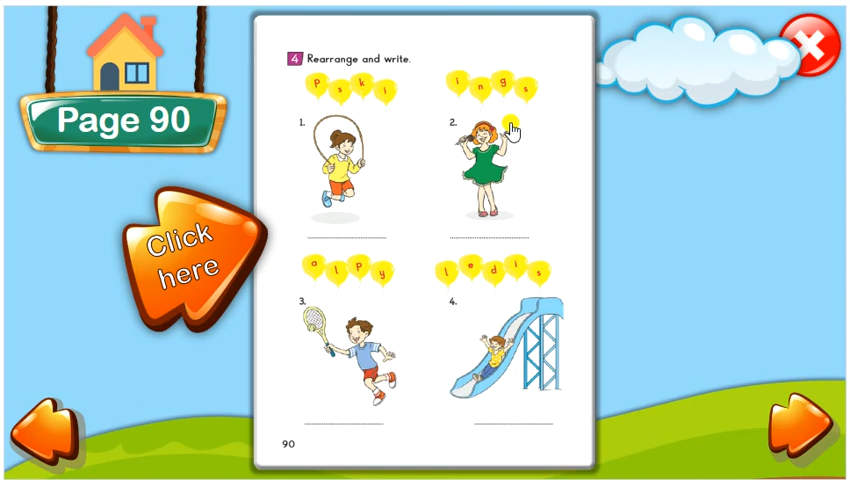 Page 90
Click
here
4 Rearrange and write.
p s k i
i n g s
1.
2.
a l p y
l e d i s
3.
4.
90